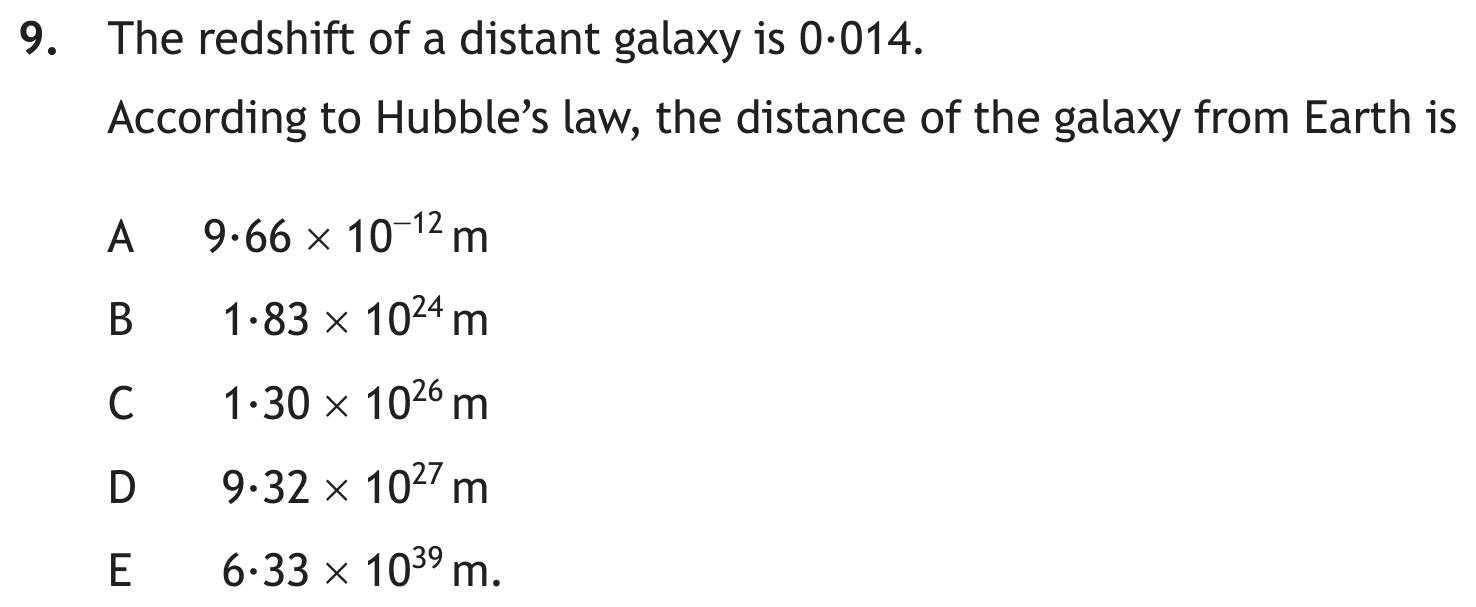 9. The redshift of a distant galaxy is 0·014.
According to Hubble’s law, the distance of the galaxy from Earth is
A 9·66 × 10⁻¹² m
B 1·83 × 10²⁴ m
C 1·30 × 10²⁶ m
D 9·32 × 10²⁷ m
E 6·33 × 10³⁹ m.